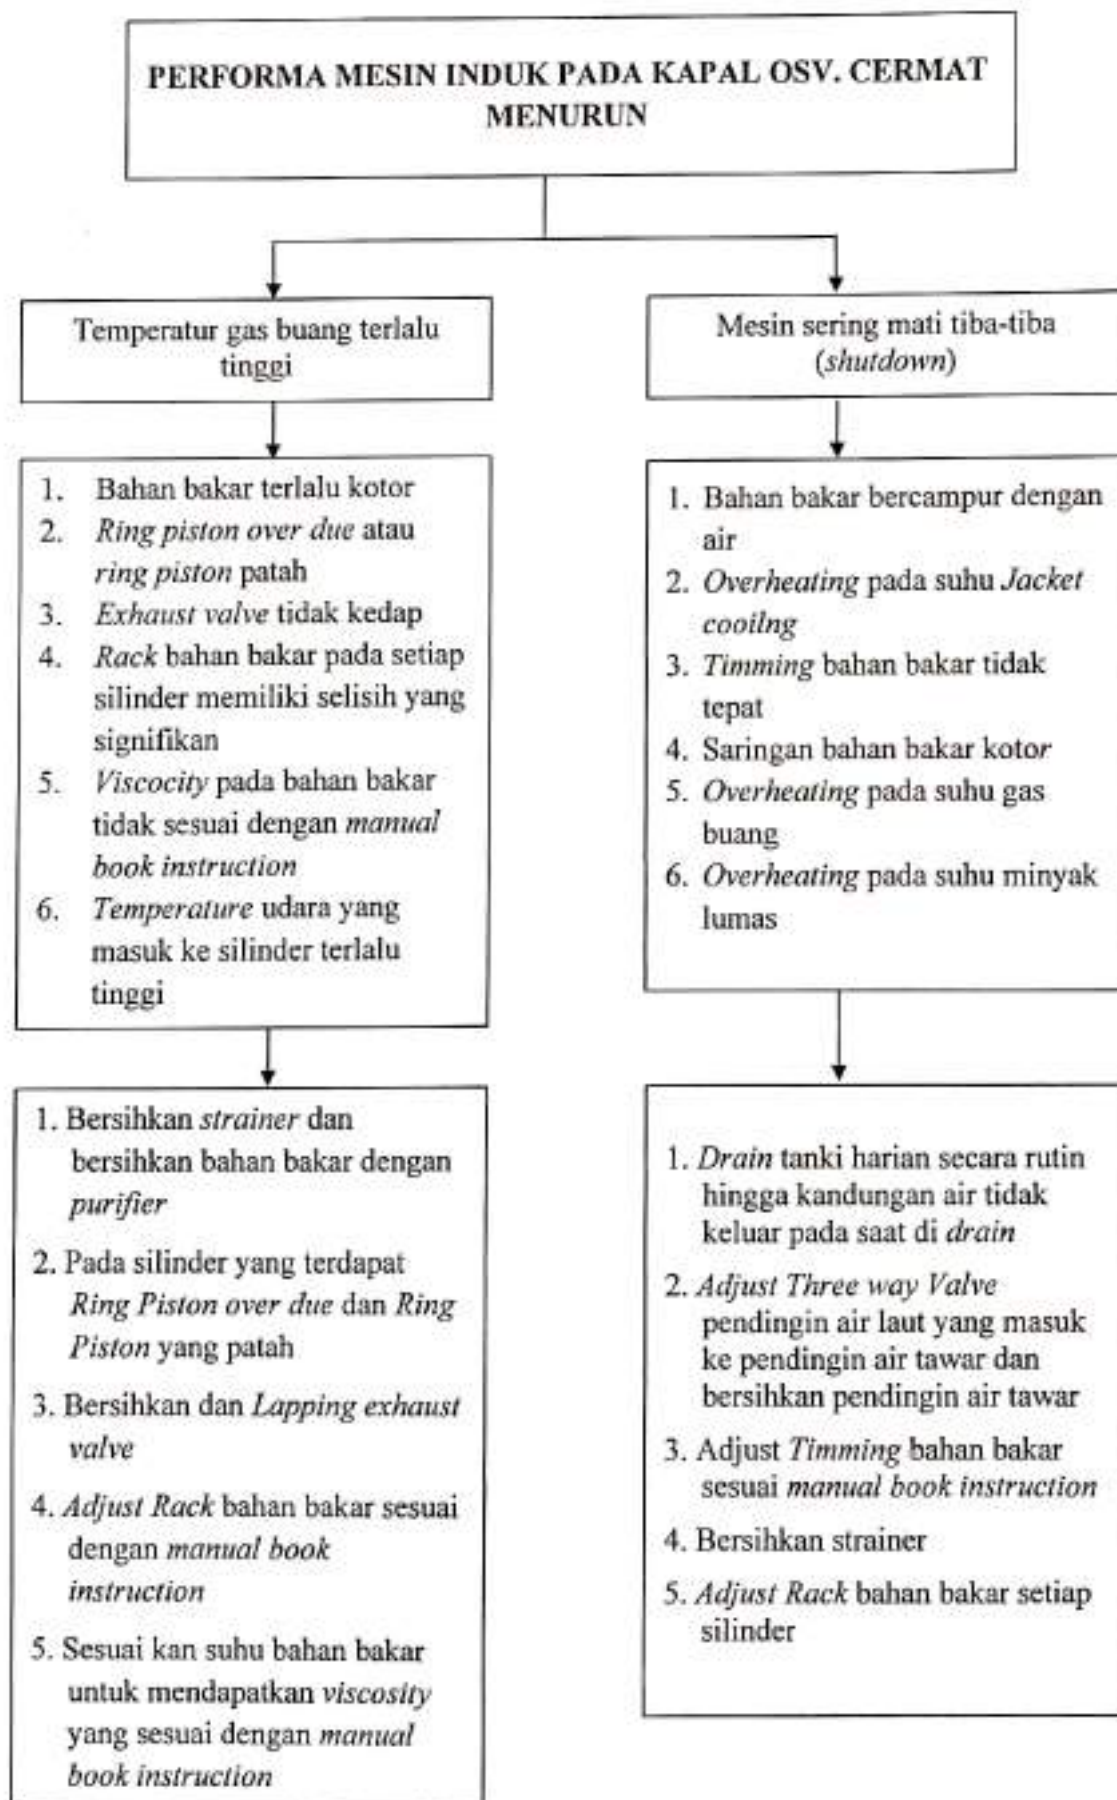 PERFORMA MESIN INDUK PADA KAPAL OSV. CERMAT
MENURUN
Temperatur gas buang terlalu
tinggi
Mesin sering mati tiba-tiba
(shutdown)
1. Bahan bakar terlalu kotor
2. Ring piston over due atau
ring piston patah
3. Exhaust valve tidak kedap
4. Rack bahan bakar pada setiap
silinder memiliki selisih yang
signifikan
5. Viscocity pada bahan bakar
tidak sesuai dengan manual
book instruction
6. Temperature udara yang
masuk ke silinder terlalu
tinggi
1. Bahan bakar bercampur dengan
air
2. Overheating pada suhu Jacket
cooilng
3. Timming bahan bakar tidak
tepat
4. Saringan bahan bakar kotor
5. Overheating pada suhu gas
buang
6. Overheating pada suhu minyak
lumas
1. Bersihkan strainer dan
bersihkan bahan bakar dengan
purifier
2. Pada silinder yang terdapat
Ring Piston over due dan Ring
Piston yang patah
3. Bersihkan dan Lapping exhaust
valve
4. Adjust Rack bahan bakar sesuai
dengan manual book
instruction
5. Sesuai kan suhu bahan bakar
untuk mendapatkan viscosity
yang sesuai dengan manual
book instruction
1. Drain tanki harian secara rutin
hingga kandungan air tidak
keluar pada saat di drain
2. Adjust Three way Valve
pendingin air laut yang masuk
ke pendingin air tawar dan
bersihkan pendingin air tawar
3. Adjust Timming bahan bakar
sesuai manual book instruction
4. Bersihkan strainer
5. Adjust Rack bahan bakar setiap
silinder